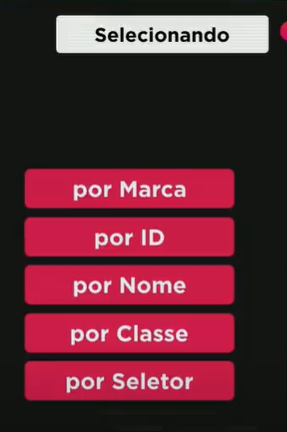 Selecionando
por Marca
por ID
por Nome
por Classe
por Seletor